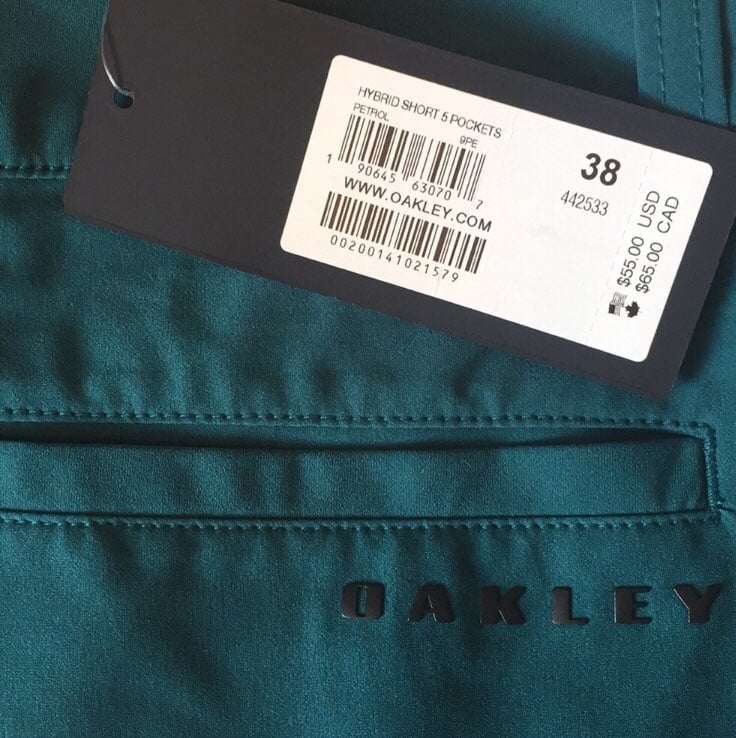 HYBRID SHORT 5 POCKETS
PETROL
9PE
1 90645 63070 7
WWW.OAKLEY.COM
00200141021579
38
442533
$55.00 USD
$65.00 CAD
OAKLEY